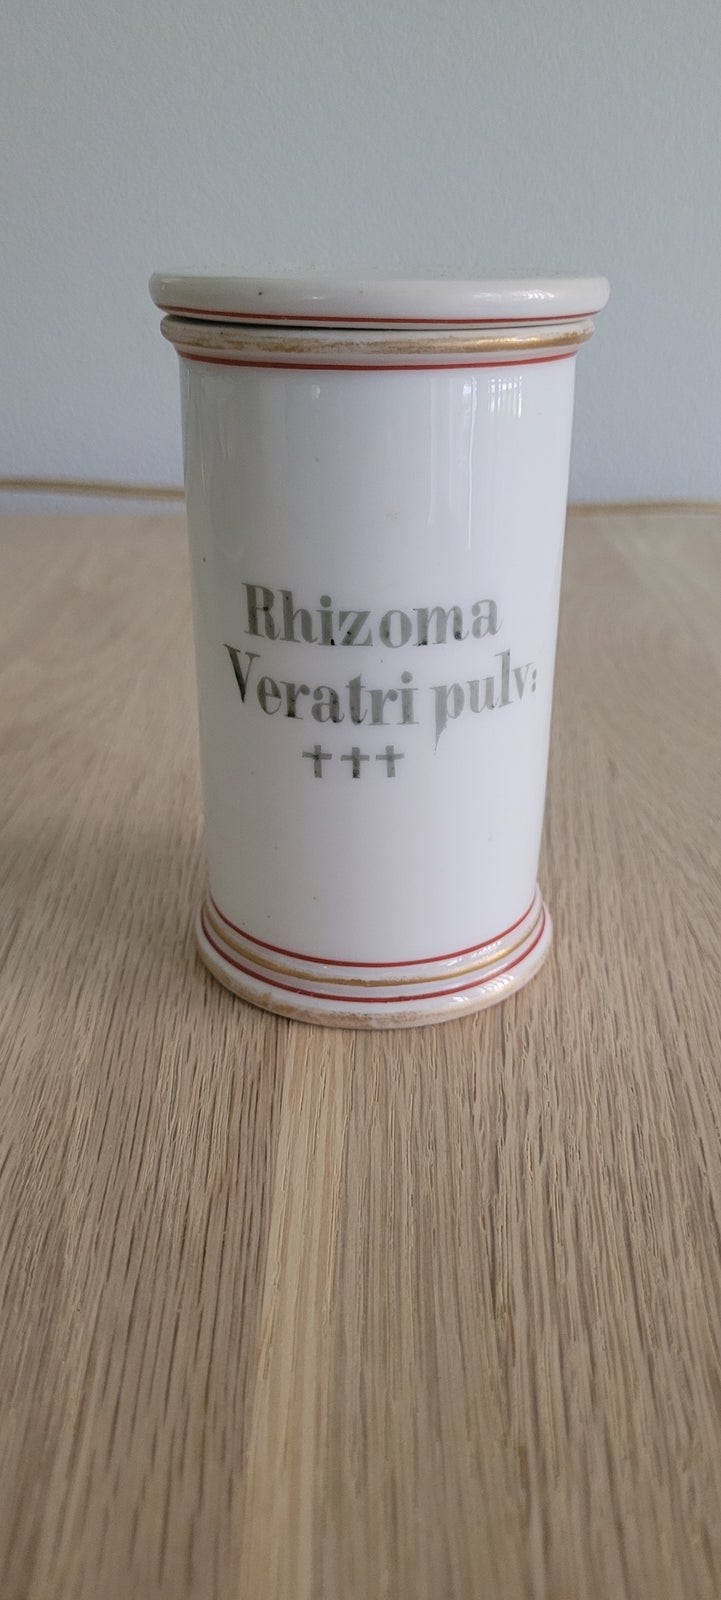 Rhizoma
Veratri pulv:
†††